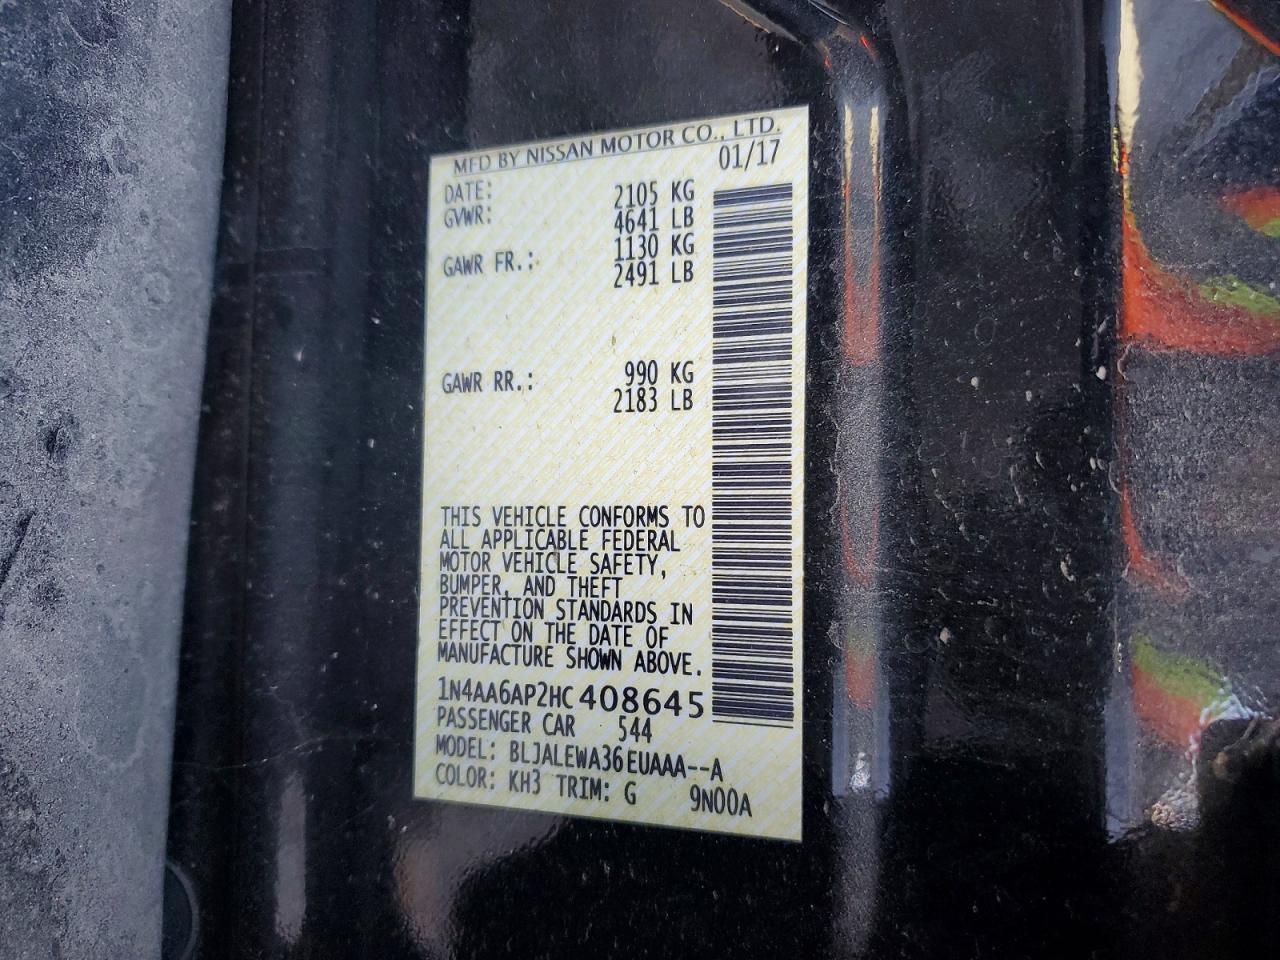 MFD BY NISSAN MOTOR CO., LTD.
DATE: 01/17
GVWR: 2105 KG
4641 LB
GAWR FR.: 1130 KG
2491 LB
GAWR RR.: 990 KG
2183 LB
THIS VEHICLE CONFORMS TO
ALL APPLICABLE FEDERAL
MOTOR VEHICLE SAFETY,
BUMPER, AND THEFT
PREVENTION STANDARDS IN
EFFECT ON THE DATE OF
MANUFACTURE SHOWN ABOVE.
1N4AA6AP2HC408645
PASSENGER CAR 544
MODEL: BLJALEWA36EUAAA--A
COLOR: KH3 TRIM: G 9N00A